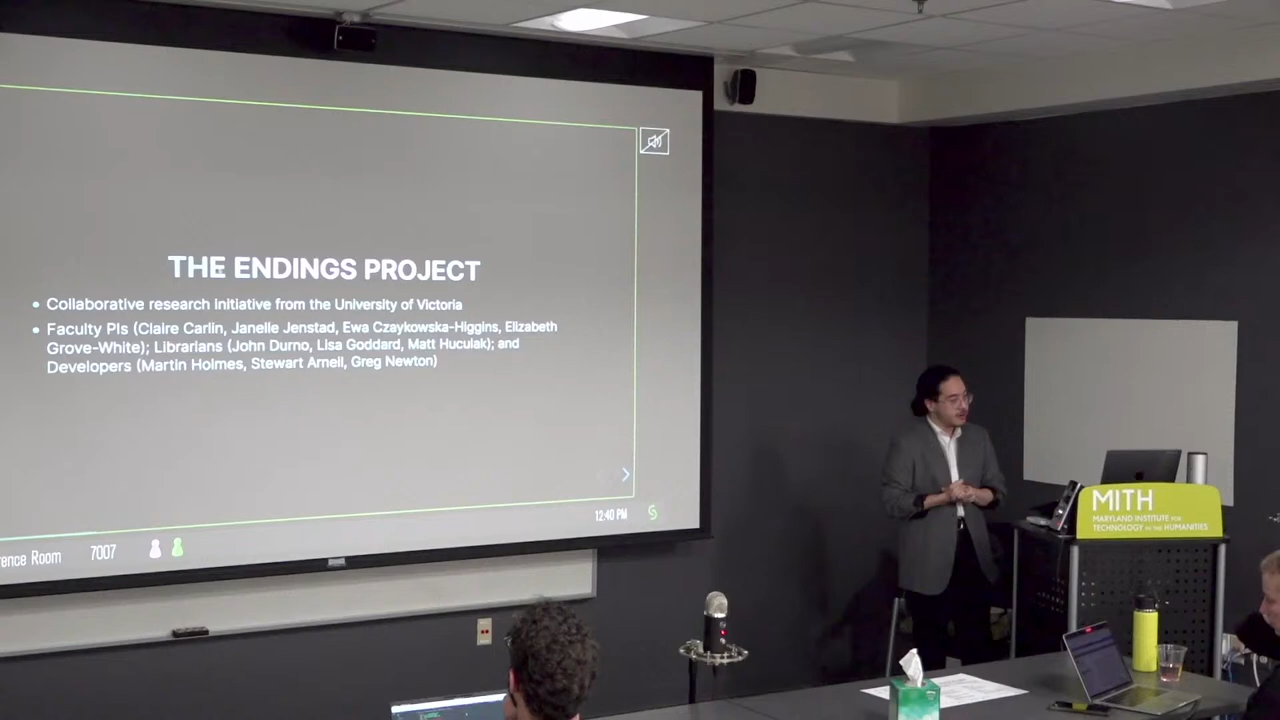 THE ENDINGS PROJECT
Collaborative research initiative from the University of Victoria
Faculty PIs (Claire Carlin, Janelle Jenstad, Ewa Czaykowska-Higgins, Elizabeth
Grove-White); Librarians (John Durno, Lisa Goddard, Matt Huculak); and
Developers (Martin Holmes, Stewart Arneil, Greg Newton)
12:40 PM
rence Room 7007
MITH
MARYLAND INSTITUTE FOR
TECHNOLOGY IN THE HUMANITIES